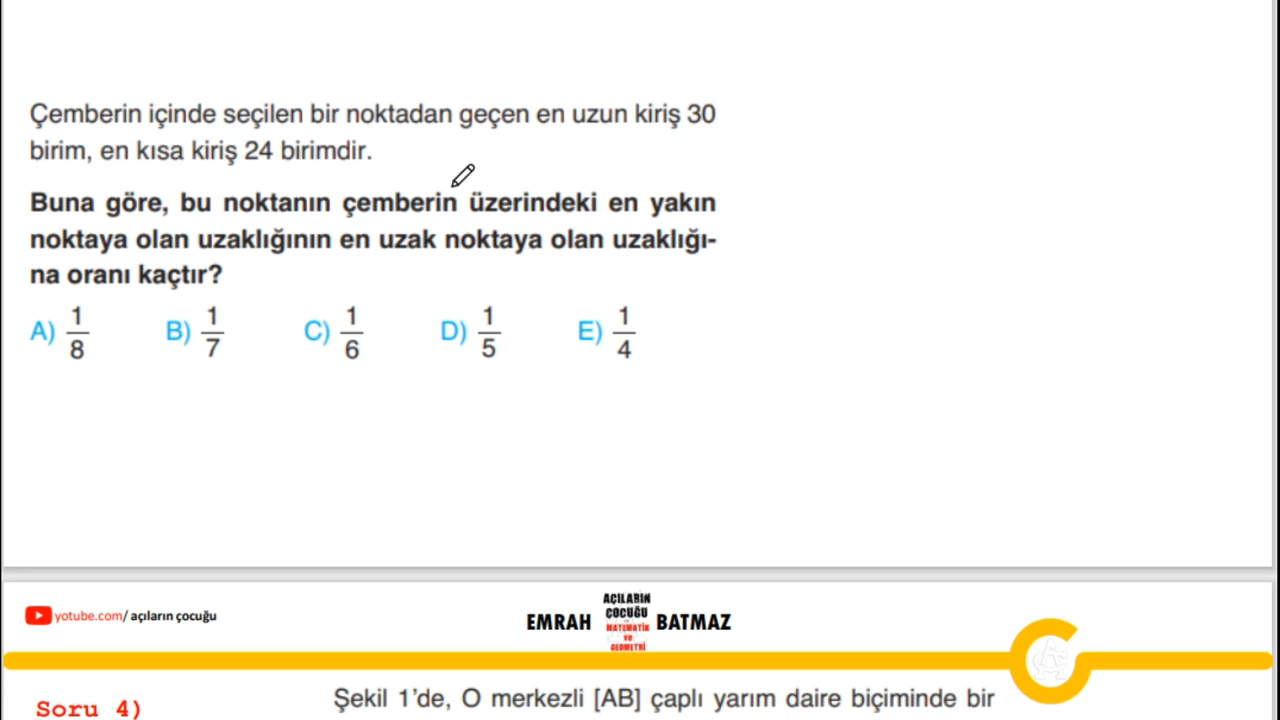 Çemberin içinde seçilen bir noktadan geçen en uzun kiriş 30
birim, en kısa kiriş 24 birimdir.
Buna göre, bu noktanın çemberin üzerindeki en yakın
noktaya olan uzaklığının en uzak noktaya olan uzaklığı-
na oranı kaçtır?
A) 1/8 B) 1/7 C) 1/6 D) 1/5 E) 1/4
yotube.com/ açıların çocuğu
EMRAH
AÇILARIN
ÇOCUĞU
MATEMATİK
ve
GEOMETRİ
BATMAZ
Soru 4)
Şekil 1'de, O merkezli [AB] çaplı yarım daire biçiminde bir